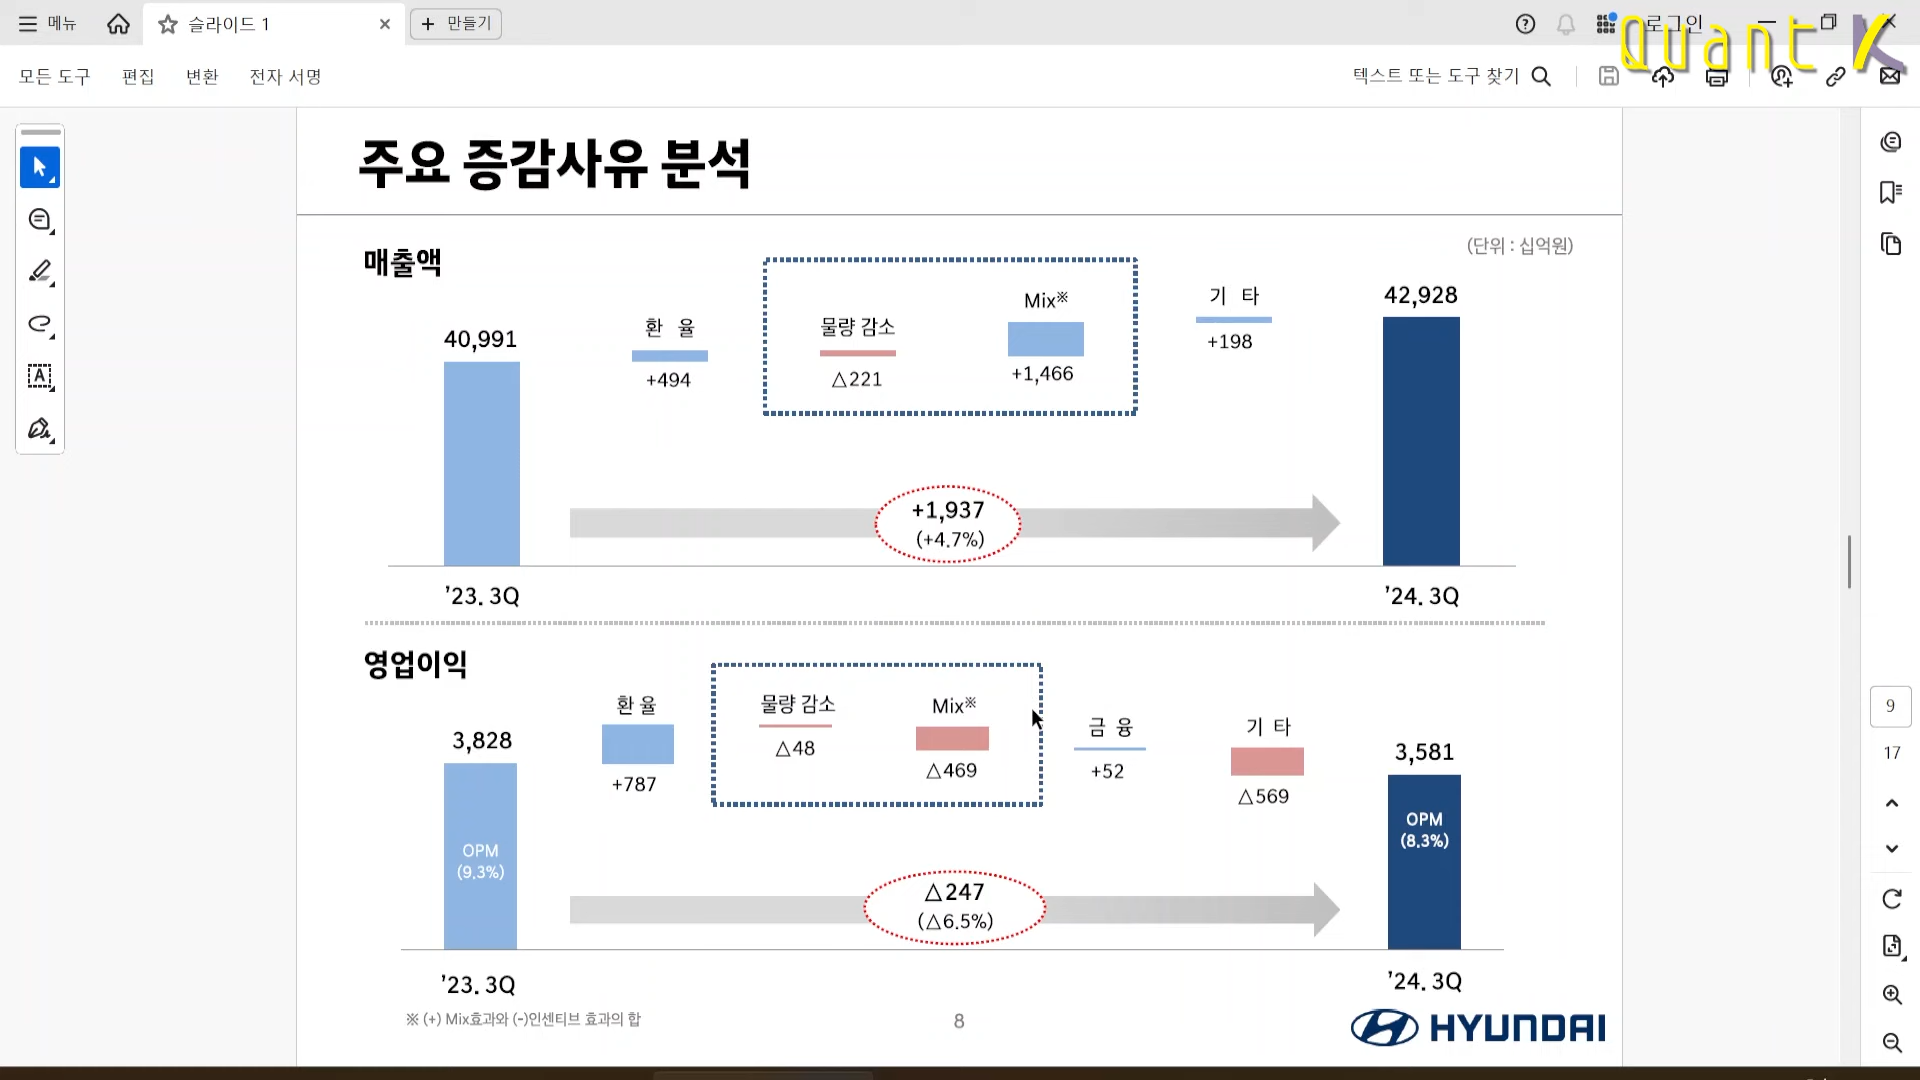 메뉴
슬라이드 1
만들기
로그인
Quant K
모든 도구
편집
변환
전자 서명
텍스트 또는 도구 찾기
주요 증감사유 분석
(단위 : 십억원)
매출액
40,991
환 율
+494
물량 감소
△221
Mix※
+1,466
기 타
+198
42,928
+1,937
(+4.7%)
’23. 3Q
’24. 3Q
영업이익
3,828
OPM
(9.3%)
환 율
+787
물량 감소
△48
Mix※
△469
금 융
+52
기 타
△569
3,581
OPM
(8.3%)
△247
(△6.5%)
’23. 3Q
’24. 3Q
※ (+) Mix효과와 (-)인센티브 효과의 합
8
HYUNDAI
9
17